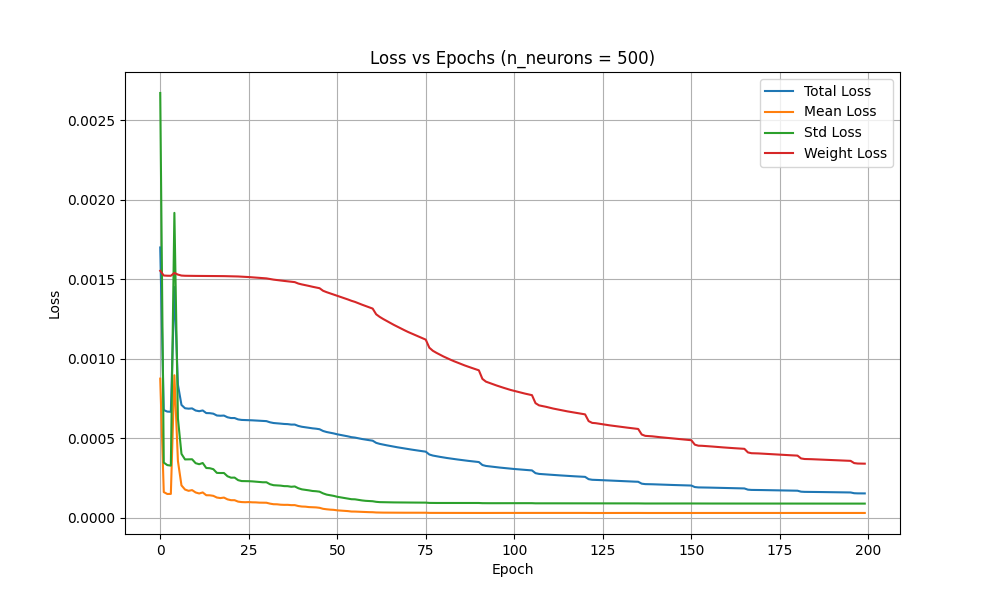 Loss vs Epochs (n_neurons = 500)
Total Loss
Mean Loss
Std Loss
Weight Loss
Loss
0.0025
0.0020
0.0015
0.0010
0.0005
0.0000
0 25 50 75 100 125 150 175 200
Epoch